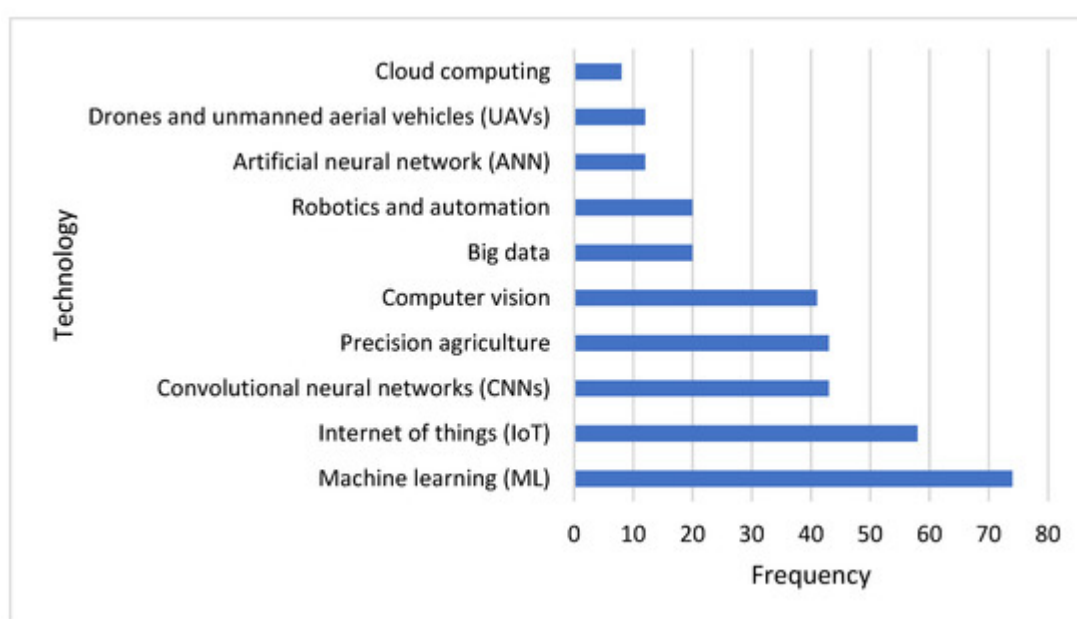 Cloud computing
Drones and unmanned aerial vehicles (UAVs)
Artificial neural network (ANN)
Robotics and automation
Big data
Computer vision
Precision agriculture
Convolutional neural networks (CNNs)
Internet of things (IoT)
Machine learning (ML)
Technology
0 10 20 30 40 50 60 70 80
Frequency